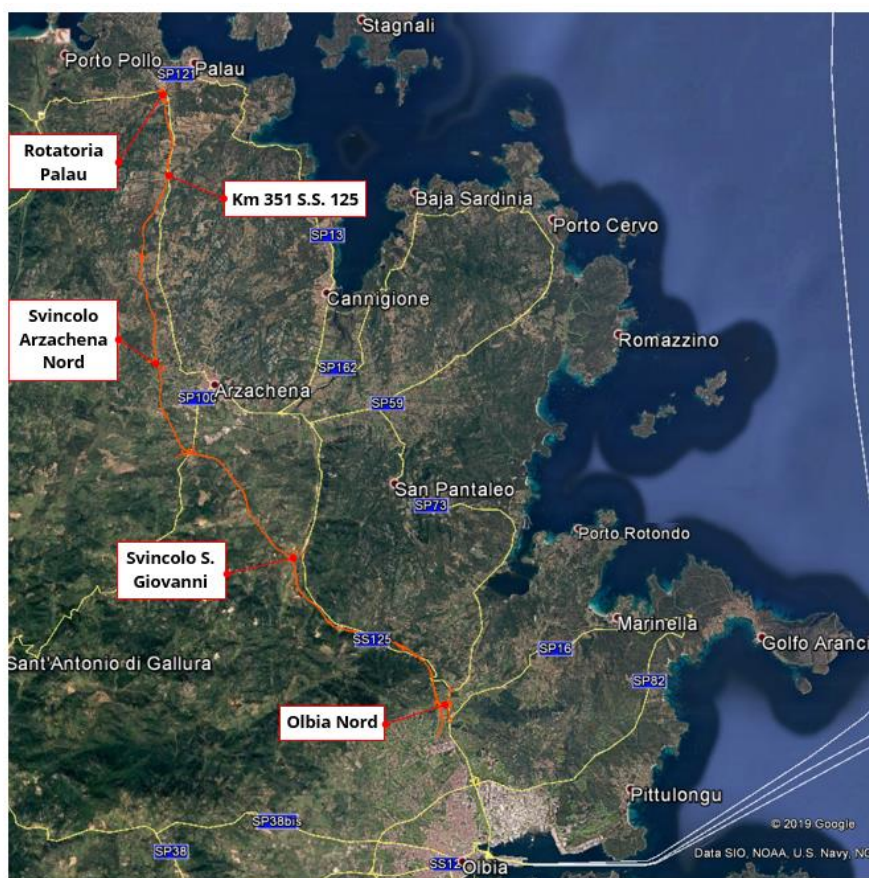 Stagnali
Porto Pollo
Palau
SP121
Rotatoria
Palau
Km 351 S.S. 125
Baja Sardinia
Porto Cervo
SP13
Cannigione
Svincolo
Arzachena
Nord
Romazzino
SP162
Arzachena
SP100
SP59
San Pantaleo
SP73
Porto Rotondo
Svincolo S.
Giovanni
Marinella
Golfo Aranci
SS125
SP16
Sant'Antonio di Gallura
SP82
Olbia Nord
Pittulongu
SP38bis
© 2019 Google
SP38
SS12
Olbia
Data SIO, NOAA, U.S. Navy, NG